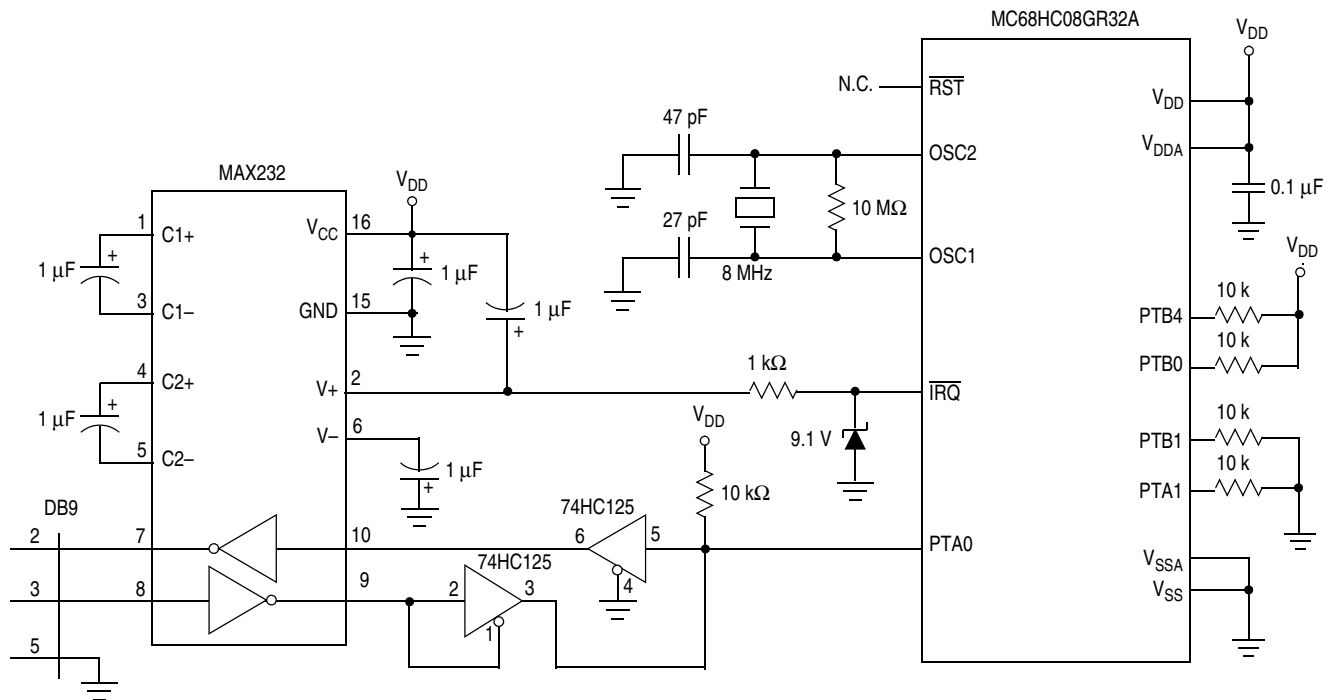 MC68HC08GR32A
V_DD
N.C.
RST
V_DD
47 pF
OSC2
V_DDA
MAX232
V_DD
10 MΩ
0.1 µF
1
C1+
V_CC
16
27 pF
OSC1
V_DD
1 µF
+
+
1 µF
8 MHz
3
C1–
GND
15
1 µF
+
PTB4
10 k
4
C2+
V+
2
1 kΩ
IRQ
PTB0
10 k
1 µF
+
V–
6
V_DD
9.1 V
PTB1
10 k
5
C2–
1 µF
+
10 kΩ
PTA1
10 k
DB9
74HC125
2
7
10
6
5
4
PTA0
V_SSA
74HC125
3
8
9
2
3
1
V_SS
5